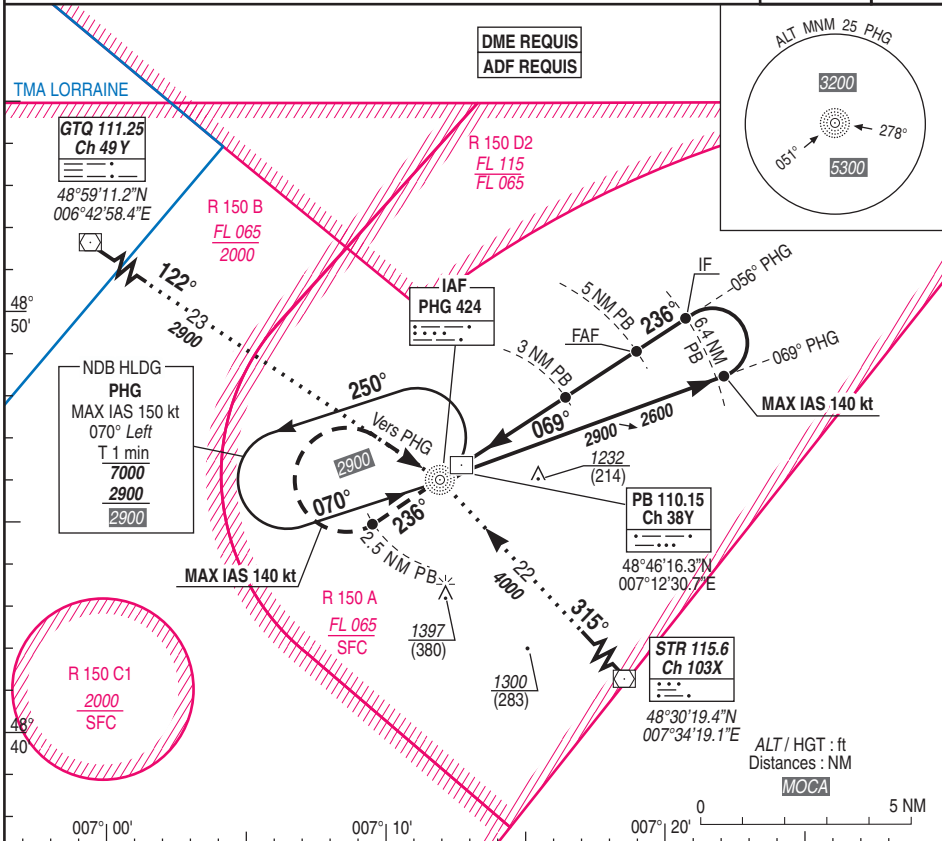 DME REQUIS
ADF REQUIS
ALT MNM 25 PHG
3200
278°
051°
5300
TMA LORRAINE
GTQ 111.25
Ch 49 Y
48°59'11.2"N
006°42'58.4"E
R 150 D2
FL 115
FL 065
R 150 B
FL 065
2000
122°
23
2900
IAF
PHG 424
IF
056° PHG
5 NM PB
236°
6.4 NM
PB
FAF
3 NM PB
069° PHG
48°
50'
NDB HLDG
PHG
MAX IAS 150 kt
070° Left
T 1 min
7000
2900
2900
250°
Vers PHG
2900
070°
236°
069°
2900 2600
MAX IAS 140 kt
1232
(214)
PB 110.15
Ch 38Y
48°46'16.3"N
007°12'30.7"E
2.5 NM PB
MAX IAS 140 kt
22
4000
315°
R 150 A
FL 065
SFC
1397
(380)
1300
(283)
STR 115.6
Ch 103X
48°30'19.4"N
007°34'19.1"E
R 150 C1
2000
SFC
48°
40'
ALT / HGT : ft
Distances : NM
MOCA
0 5 NM
007° 00' 007° 10' 007° 20'